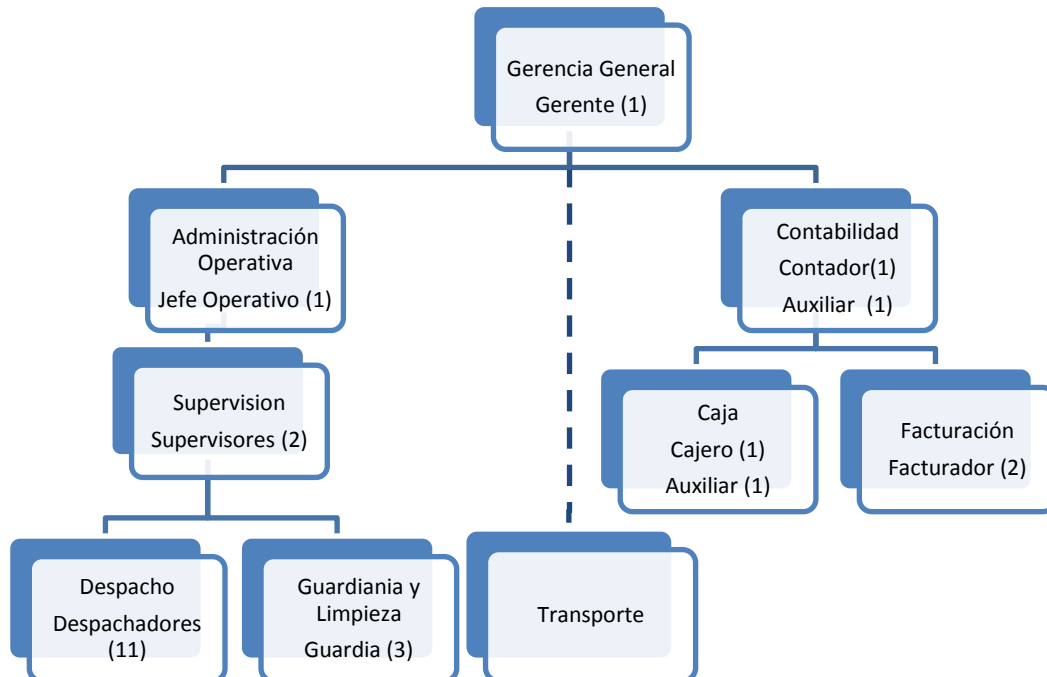 Gerencia General
Gerente (1)
Administración
Operativa
Jefe Operativo (1)
Contabilidad
Contador(1)
Auxiliar (1)
Supervision
Supervisores (2)
Caja
Cajero (1)
Auxiliar (1)
Facturación
Facturador (2)
Despacho
Despachadores
(11)
Guardiania y
Limpieza
Guardia (3)
Transporte